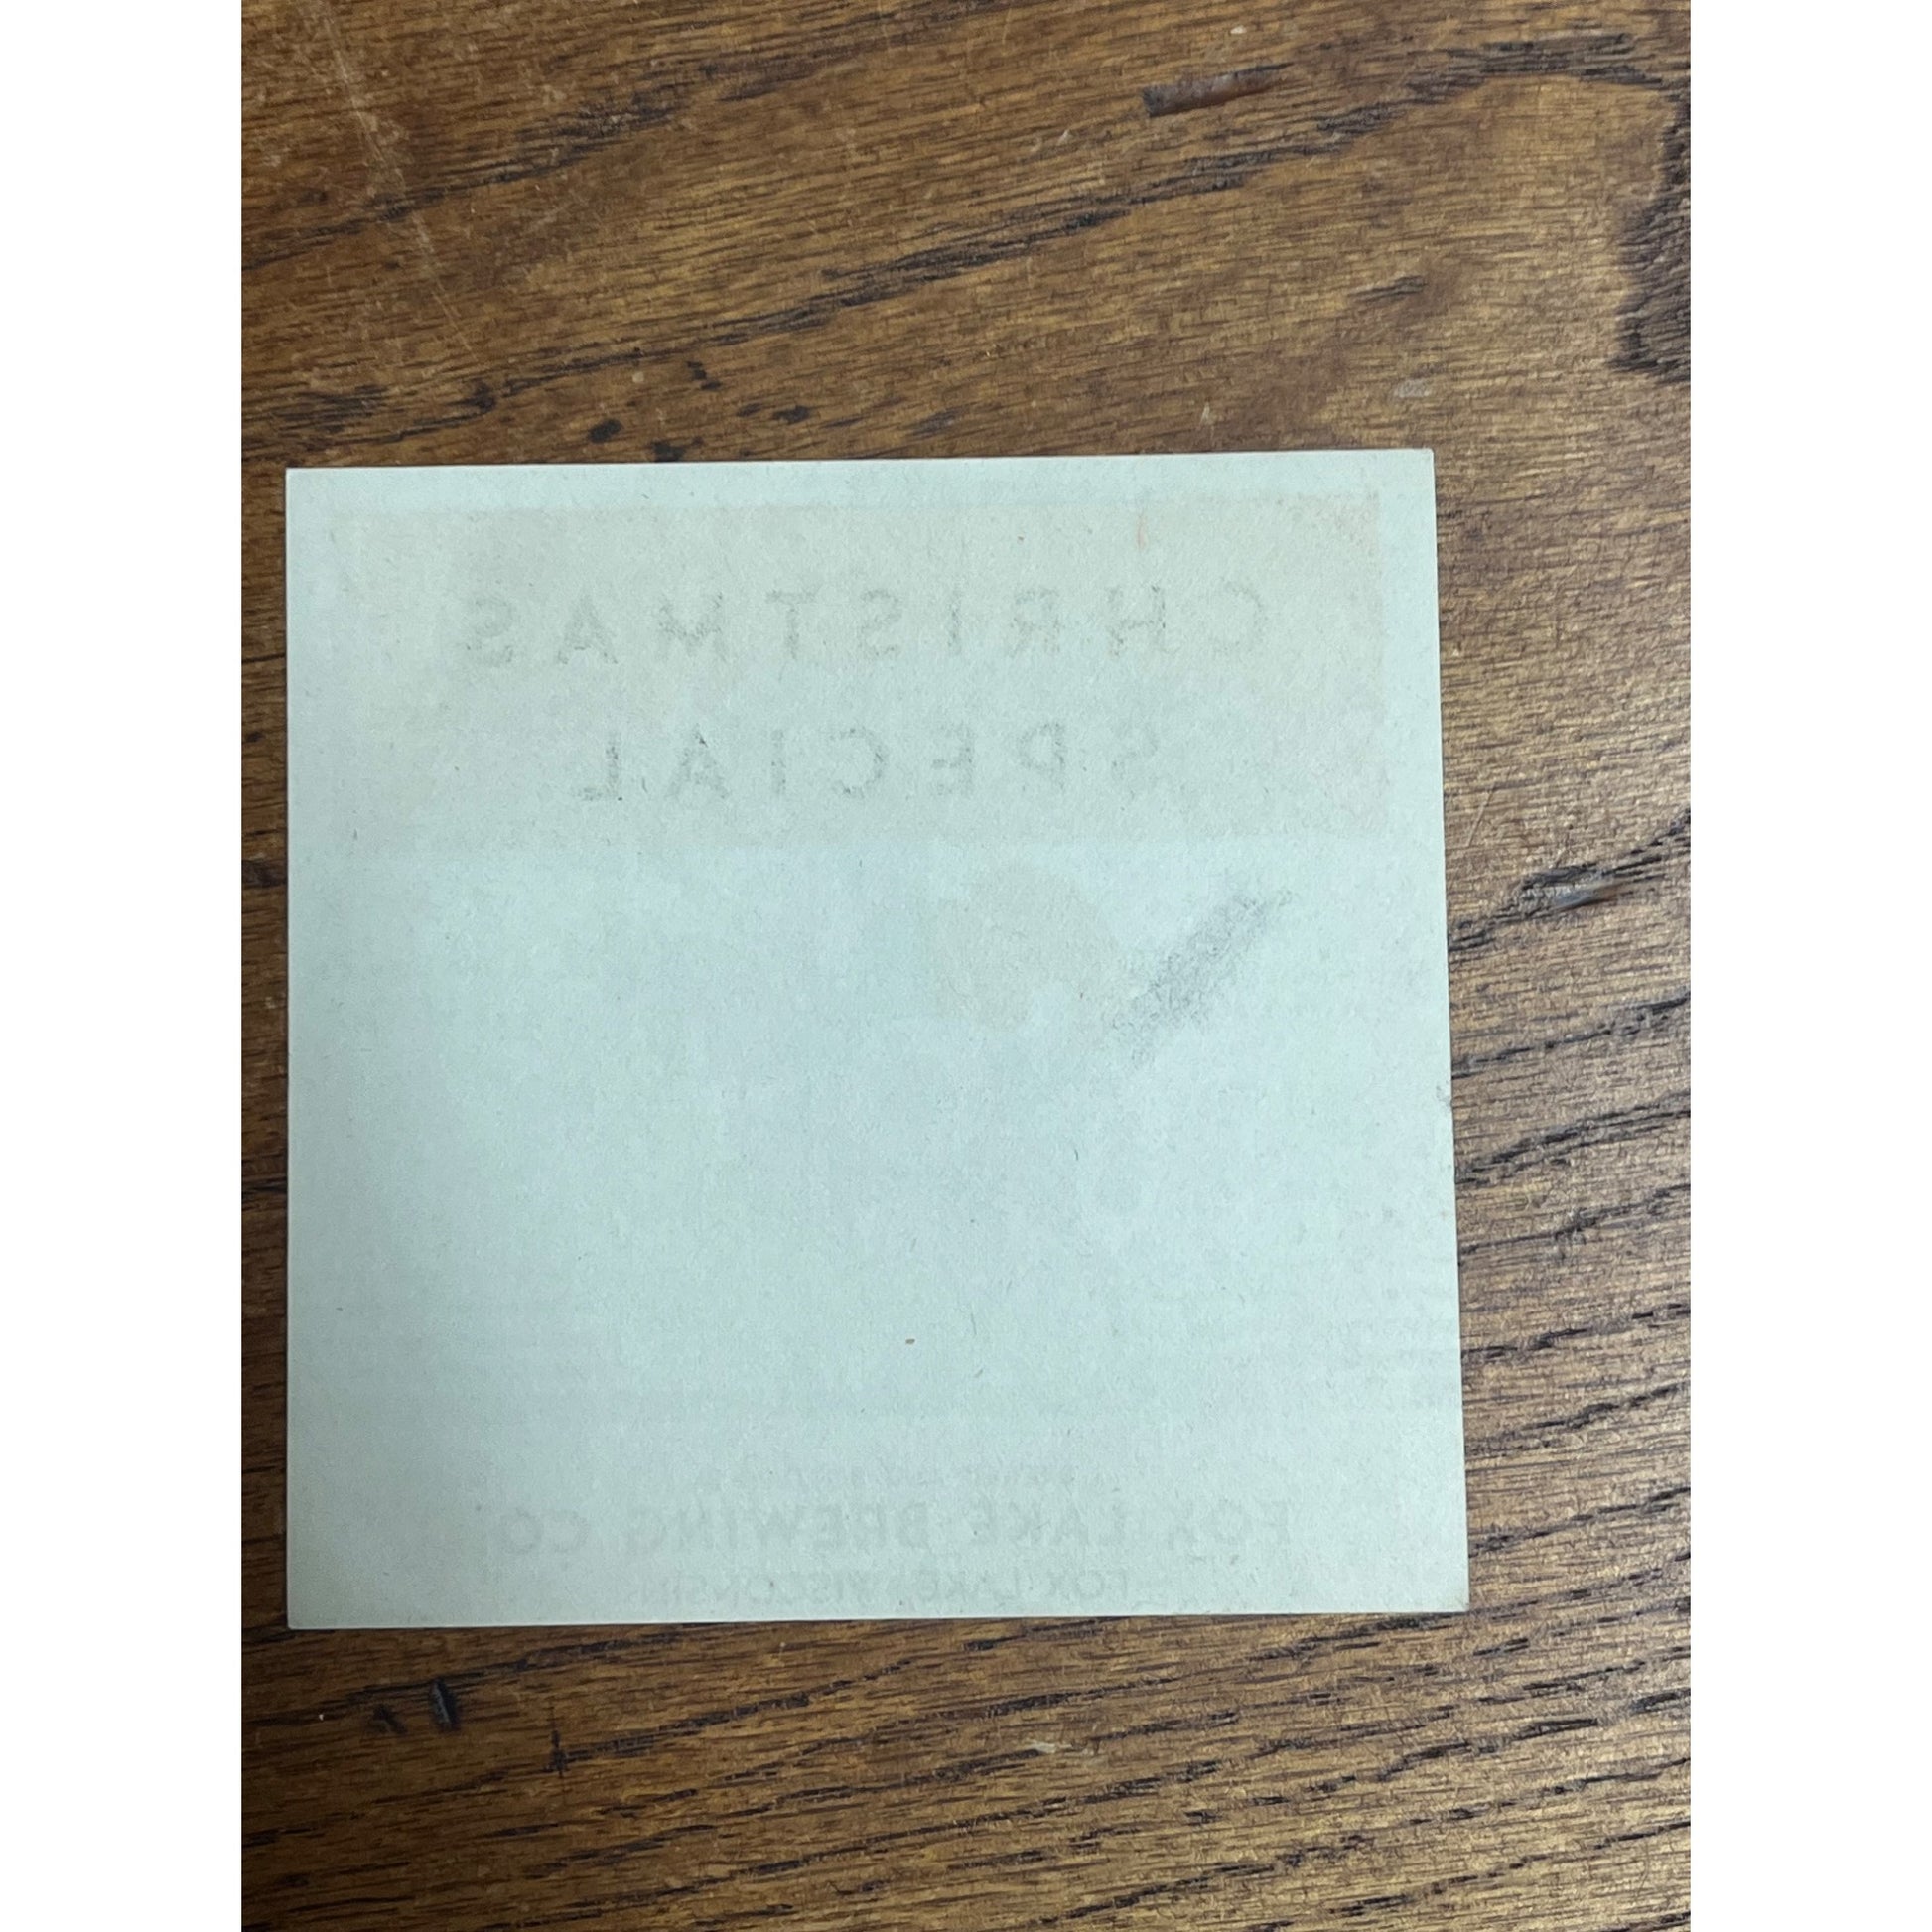 CHRISTMAS
SPECIAL
FOX LAKE BREWING CO
FOX LAKE, WISCONSIN